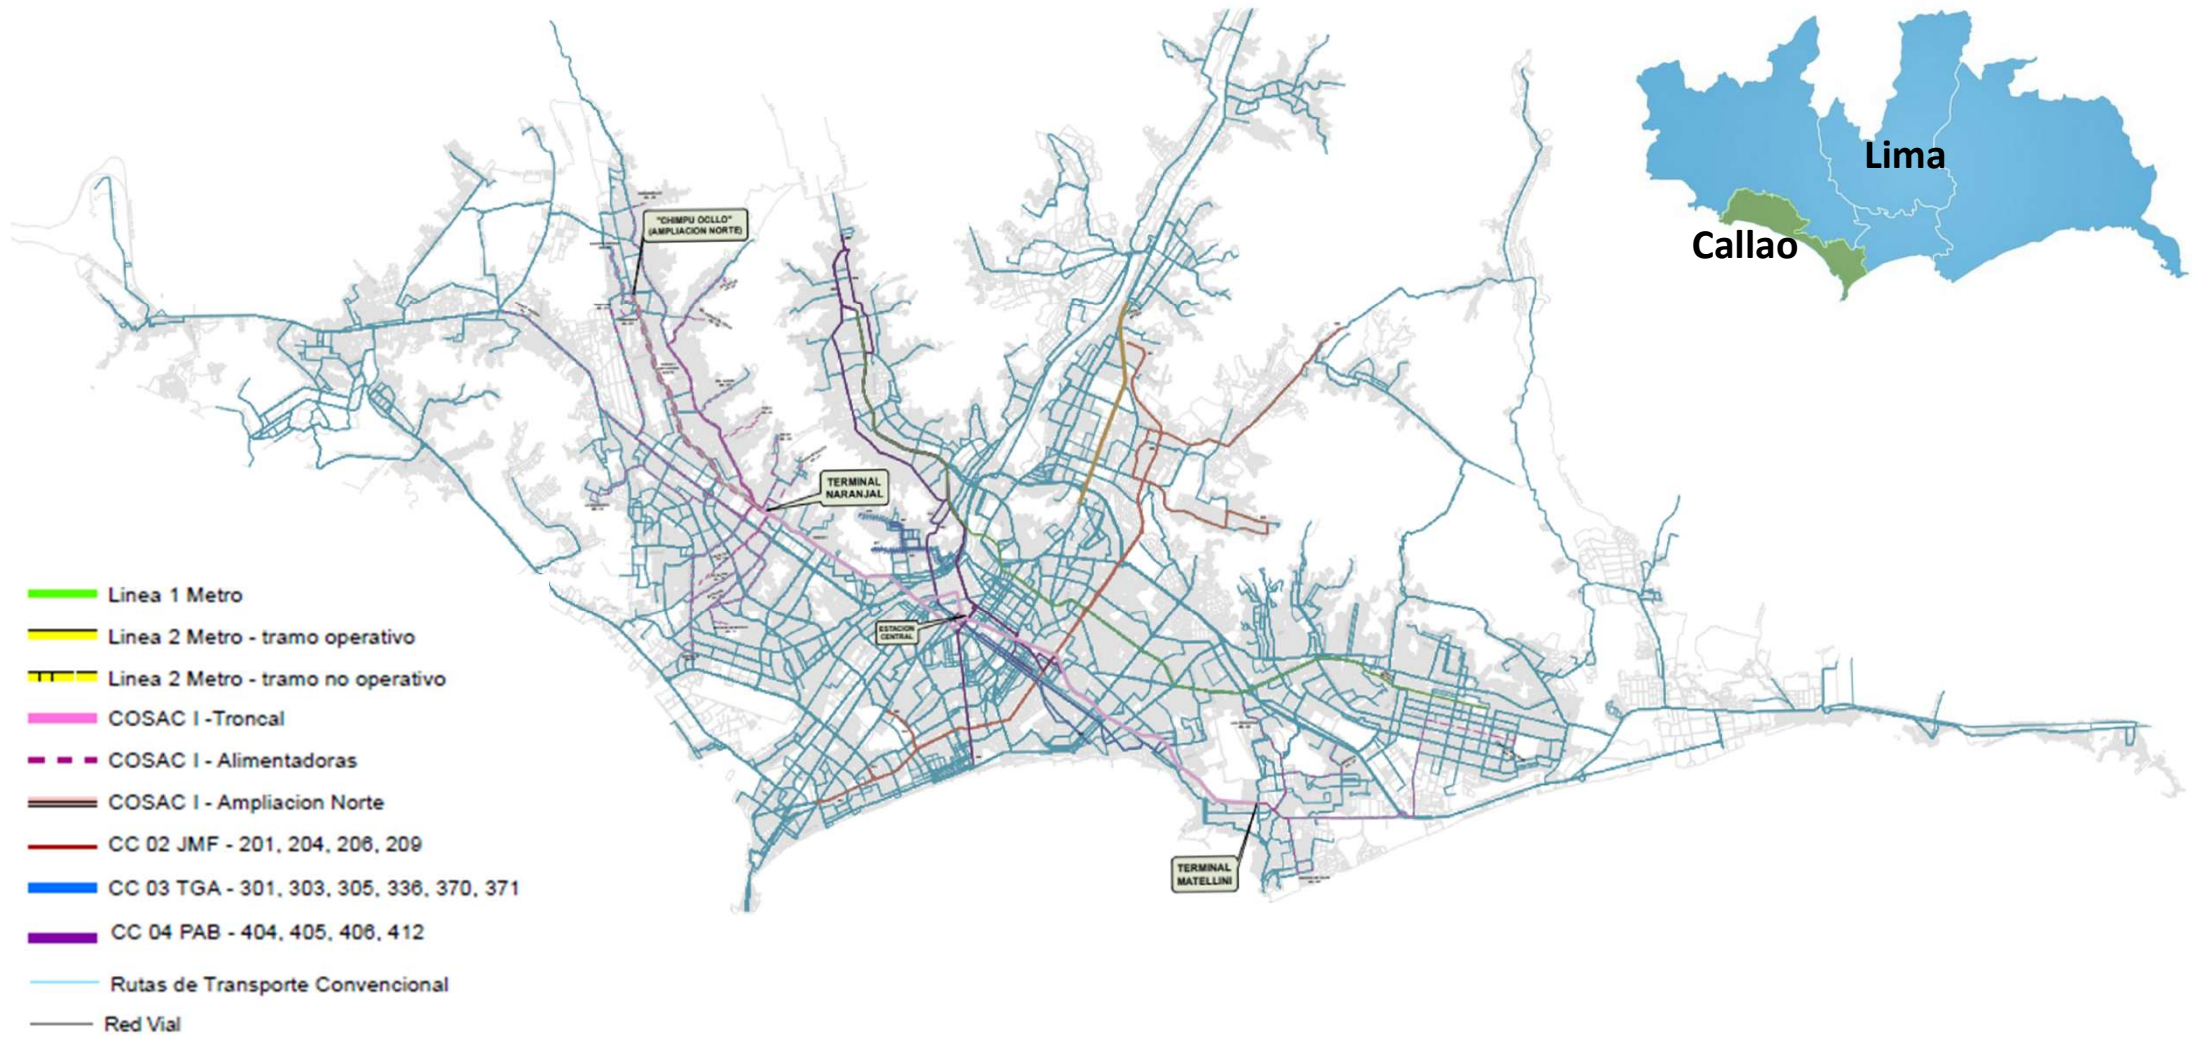 Lima
Callao
"CHIMPU OCLLO"
(AMPLIACION NORTE)
TERMINAL
NARANJAL
ESTACION
CENTRAL
TERMINAL
MATELLINI
Linea 1 Metro
Linea 2 Metro - tramo operativo
Linea 2 Metro - tramo no operativo
COSAC I -Troncal
COSAC I - Alimentadoras
COSAC I - Ampliacion Norte
CC 02 JMF - 201, 204, 206, 209
CC 03 TGA - 301, 303, 305, 336, 370, 371
CC 04 PAB - 404, 405, 406, 412
Rutas de Transporte Convencional
Red Vial